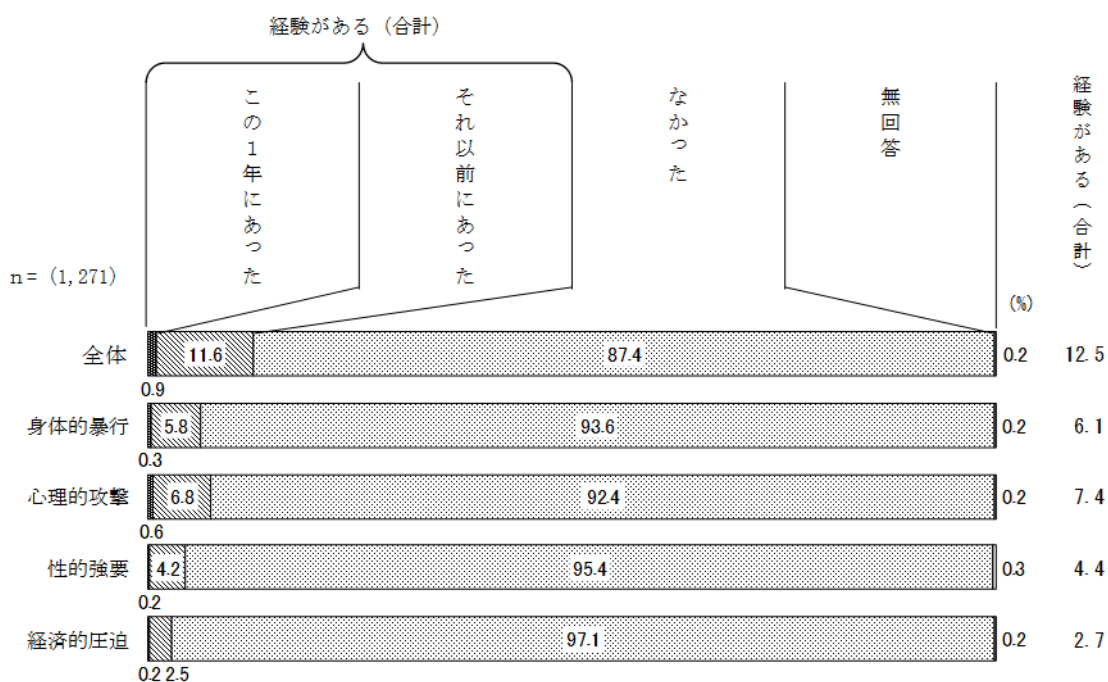 経験がある（合計）
この１年にあった
それ以前にあった
なかった
無回答
経験がある（合計）
n= (1,271)
(%)
全体 11.6 87.4 0.2 12.5
0.9
身体的暴行 5.8 93.6 0.2 6.1
0.3
心理的攻撃 6.8 92.4 0.2 7.4
0.6
性的強要 4.2 95.4 0.3 4.4
0.2
経済的圧迫 97.1 0.2 2.7
0.2 2.5